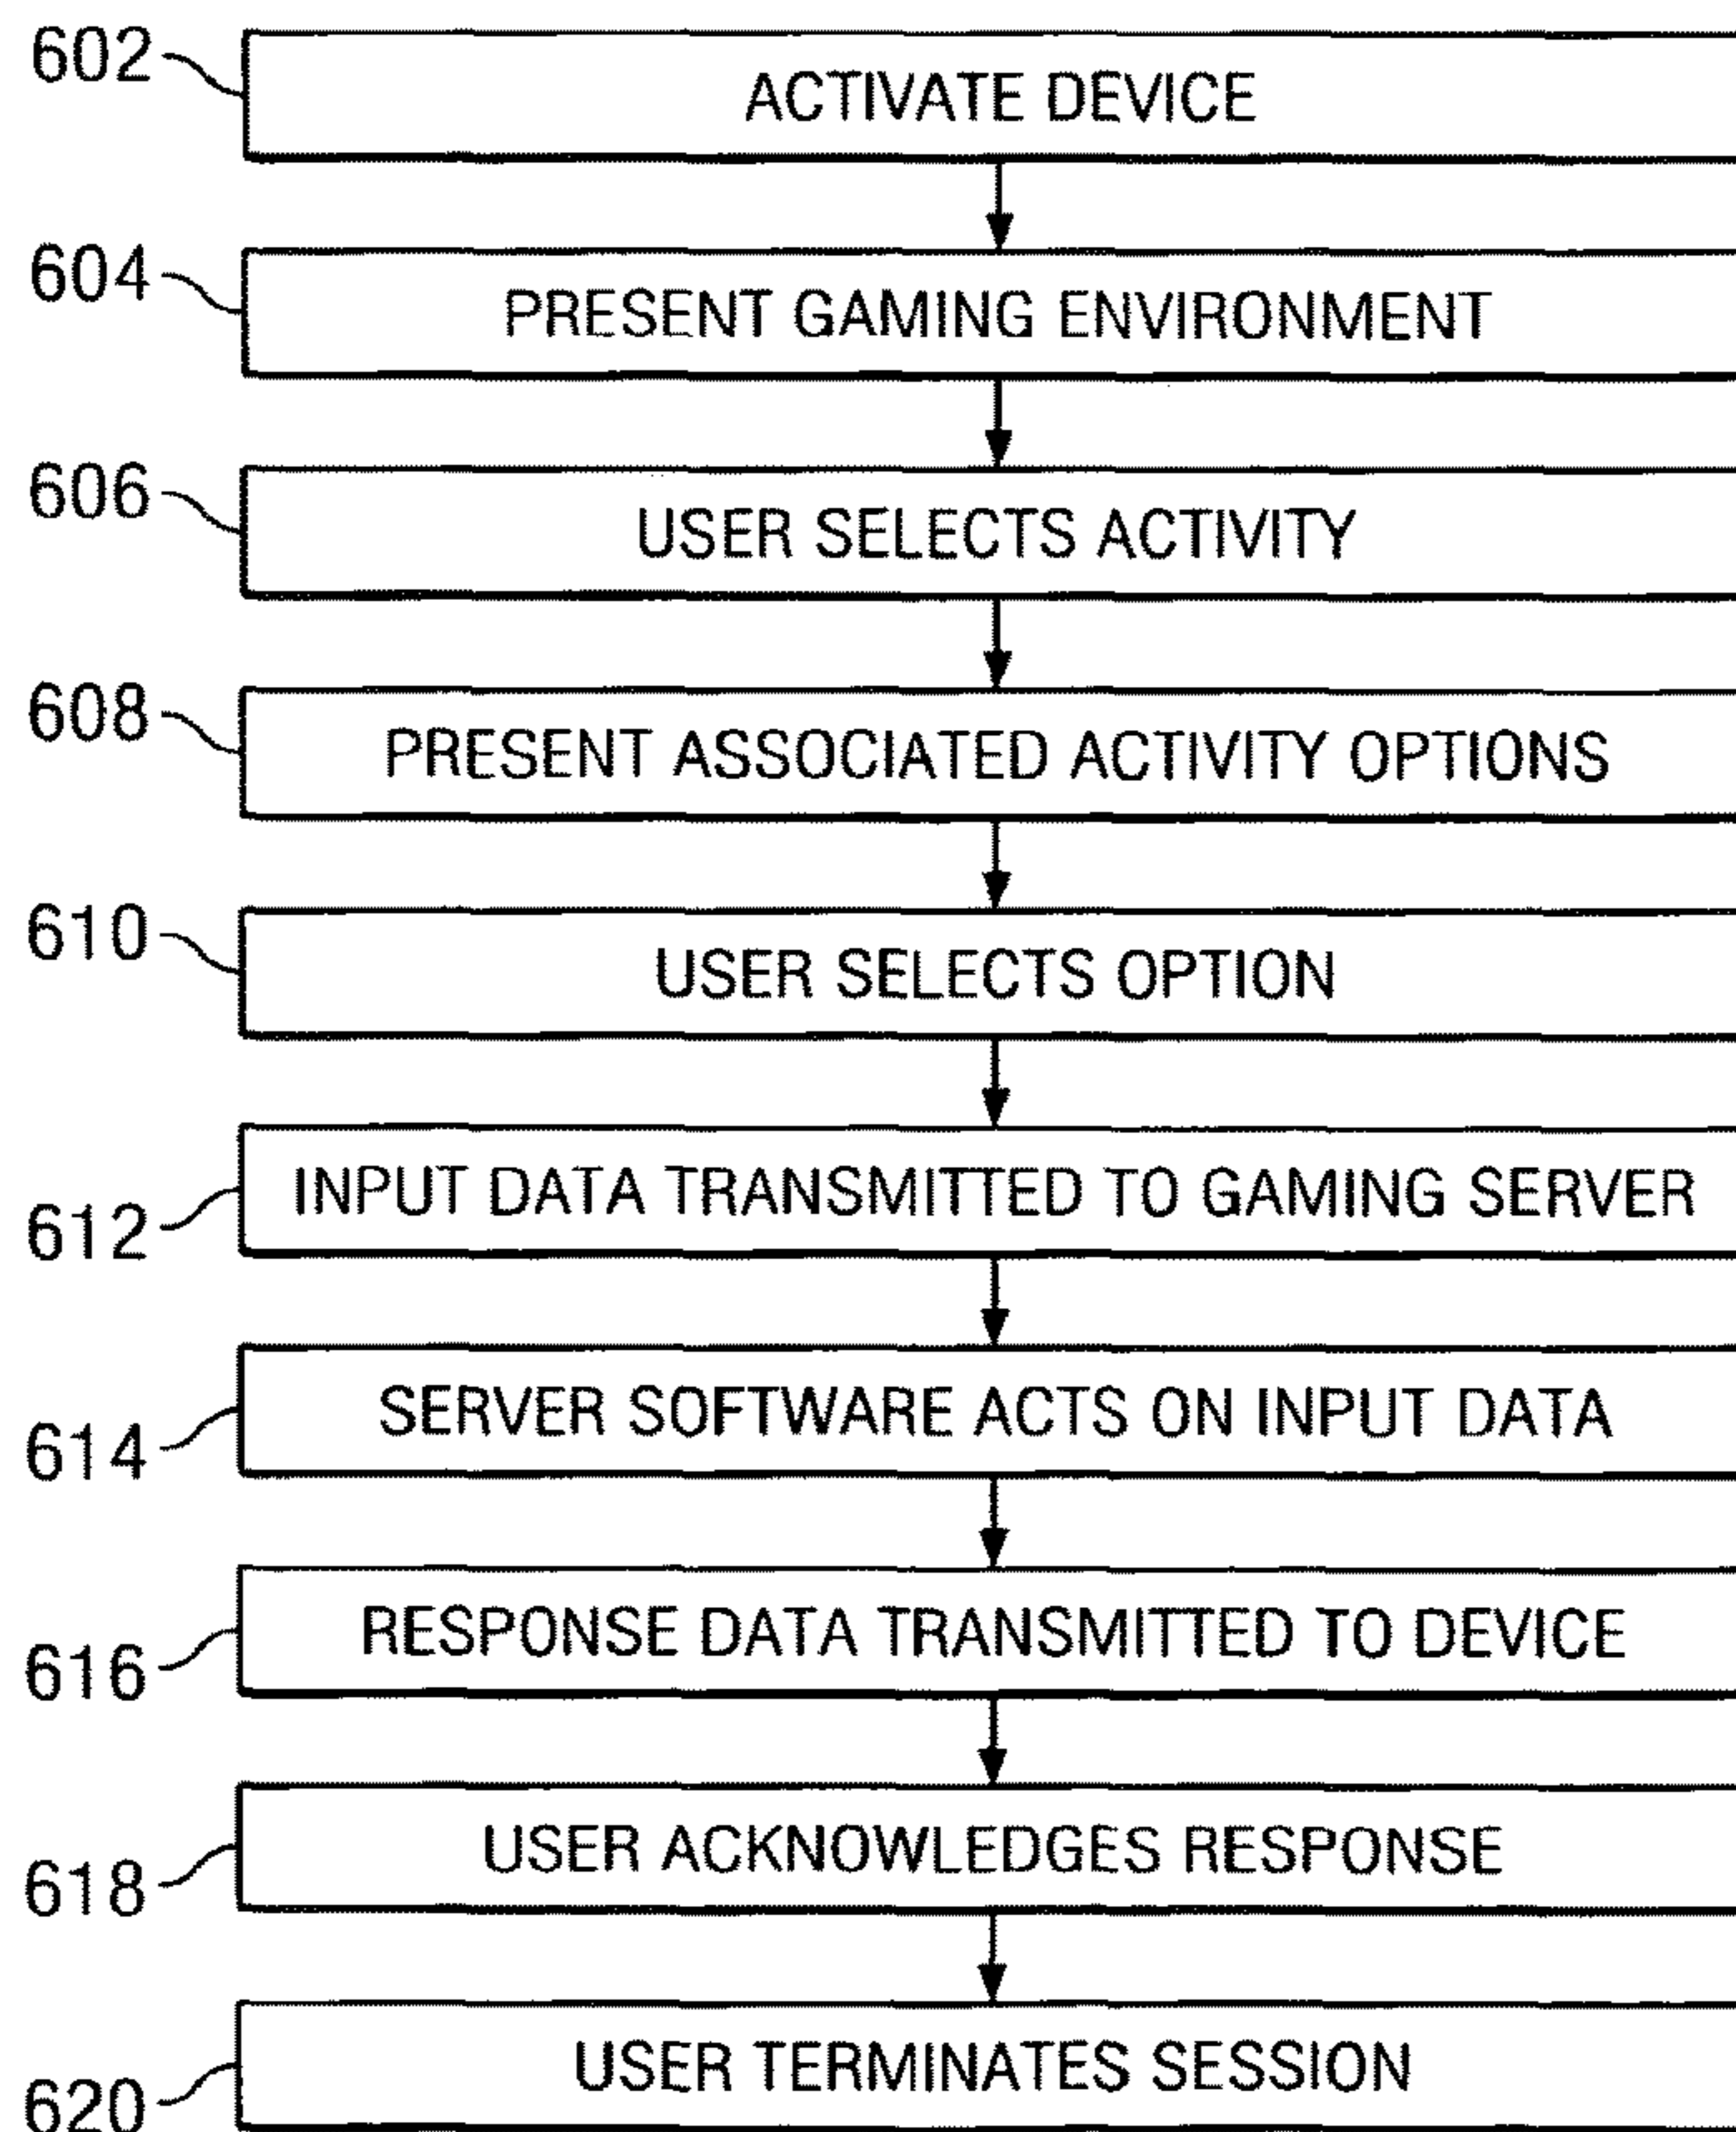 602
ACTIVATE DEVICE
604
PRESENT GAMING ENVIRONMENT
606
USER SELECTS ACTIVITY
608
PRESENT ASSOCIATED ACTIVITY OPTIONS
610
USER SELECTS OPTION
612
INPUT DATA TRANSMITTED TO GAMING SERVER
614
SERVER SOFTWARE ACTS ON INPUT DATA
616
RESPONSE DATA TRANSMITTED TO DEVICE
618
USER ACKNOWLEDGES RESPONSE
620
USER TERMINATES SESSION